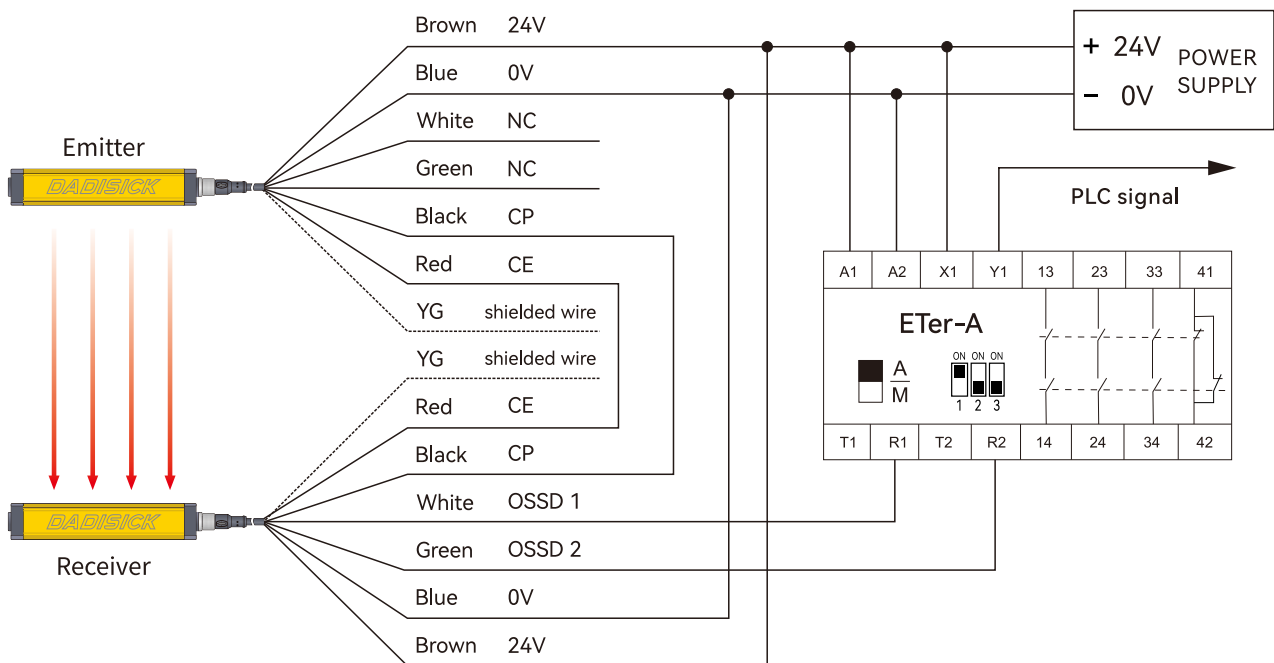 Brown 24V
Blue 0V
White NC
Green NC
Black CP
Red CE
YG shielded wire
YG shielded wire
Red CE
Black CP
White OSSD 1
Green OSSD 2
Blue 0V
Brown 24V
Emitter
DADISICK
DADISICK
Receiver
+ 24V
- 0V
POWER
SUPPLY
PLC signal
A1 A2 X1 Y1 13 23 33 41
ETer-A
A
M
ON ON ON
1 2 3
T1 R1 T2 R2 14 24 34 42